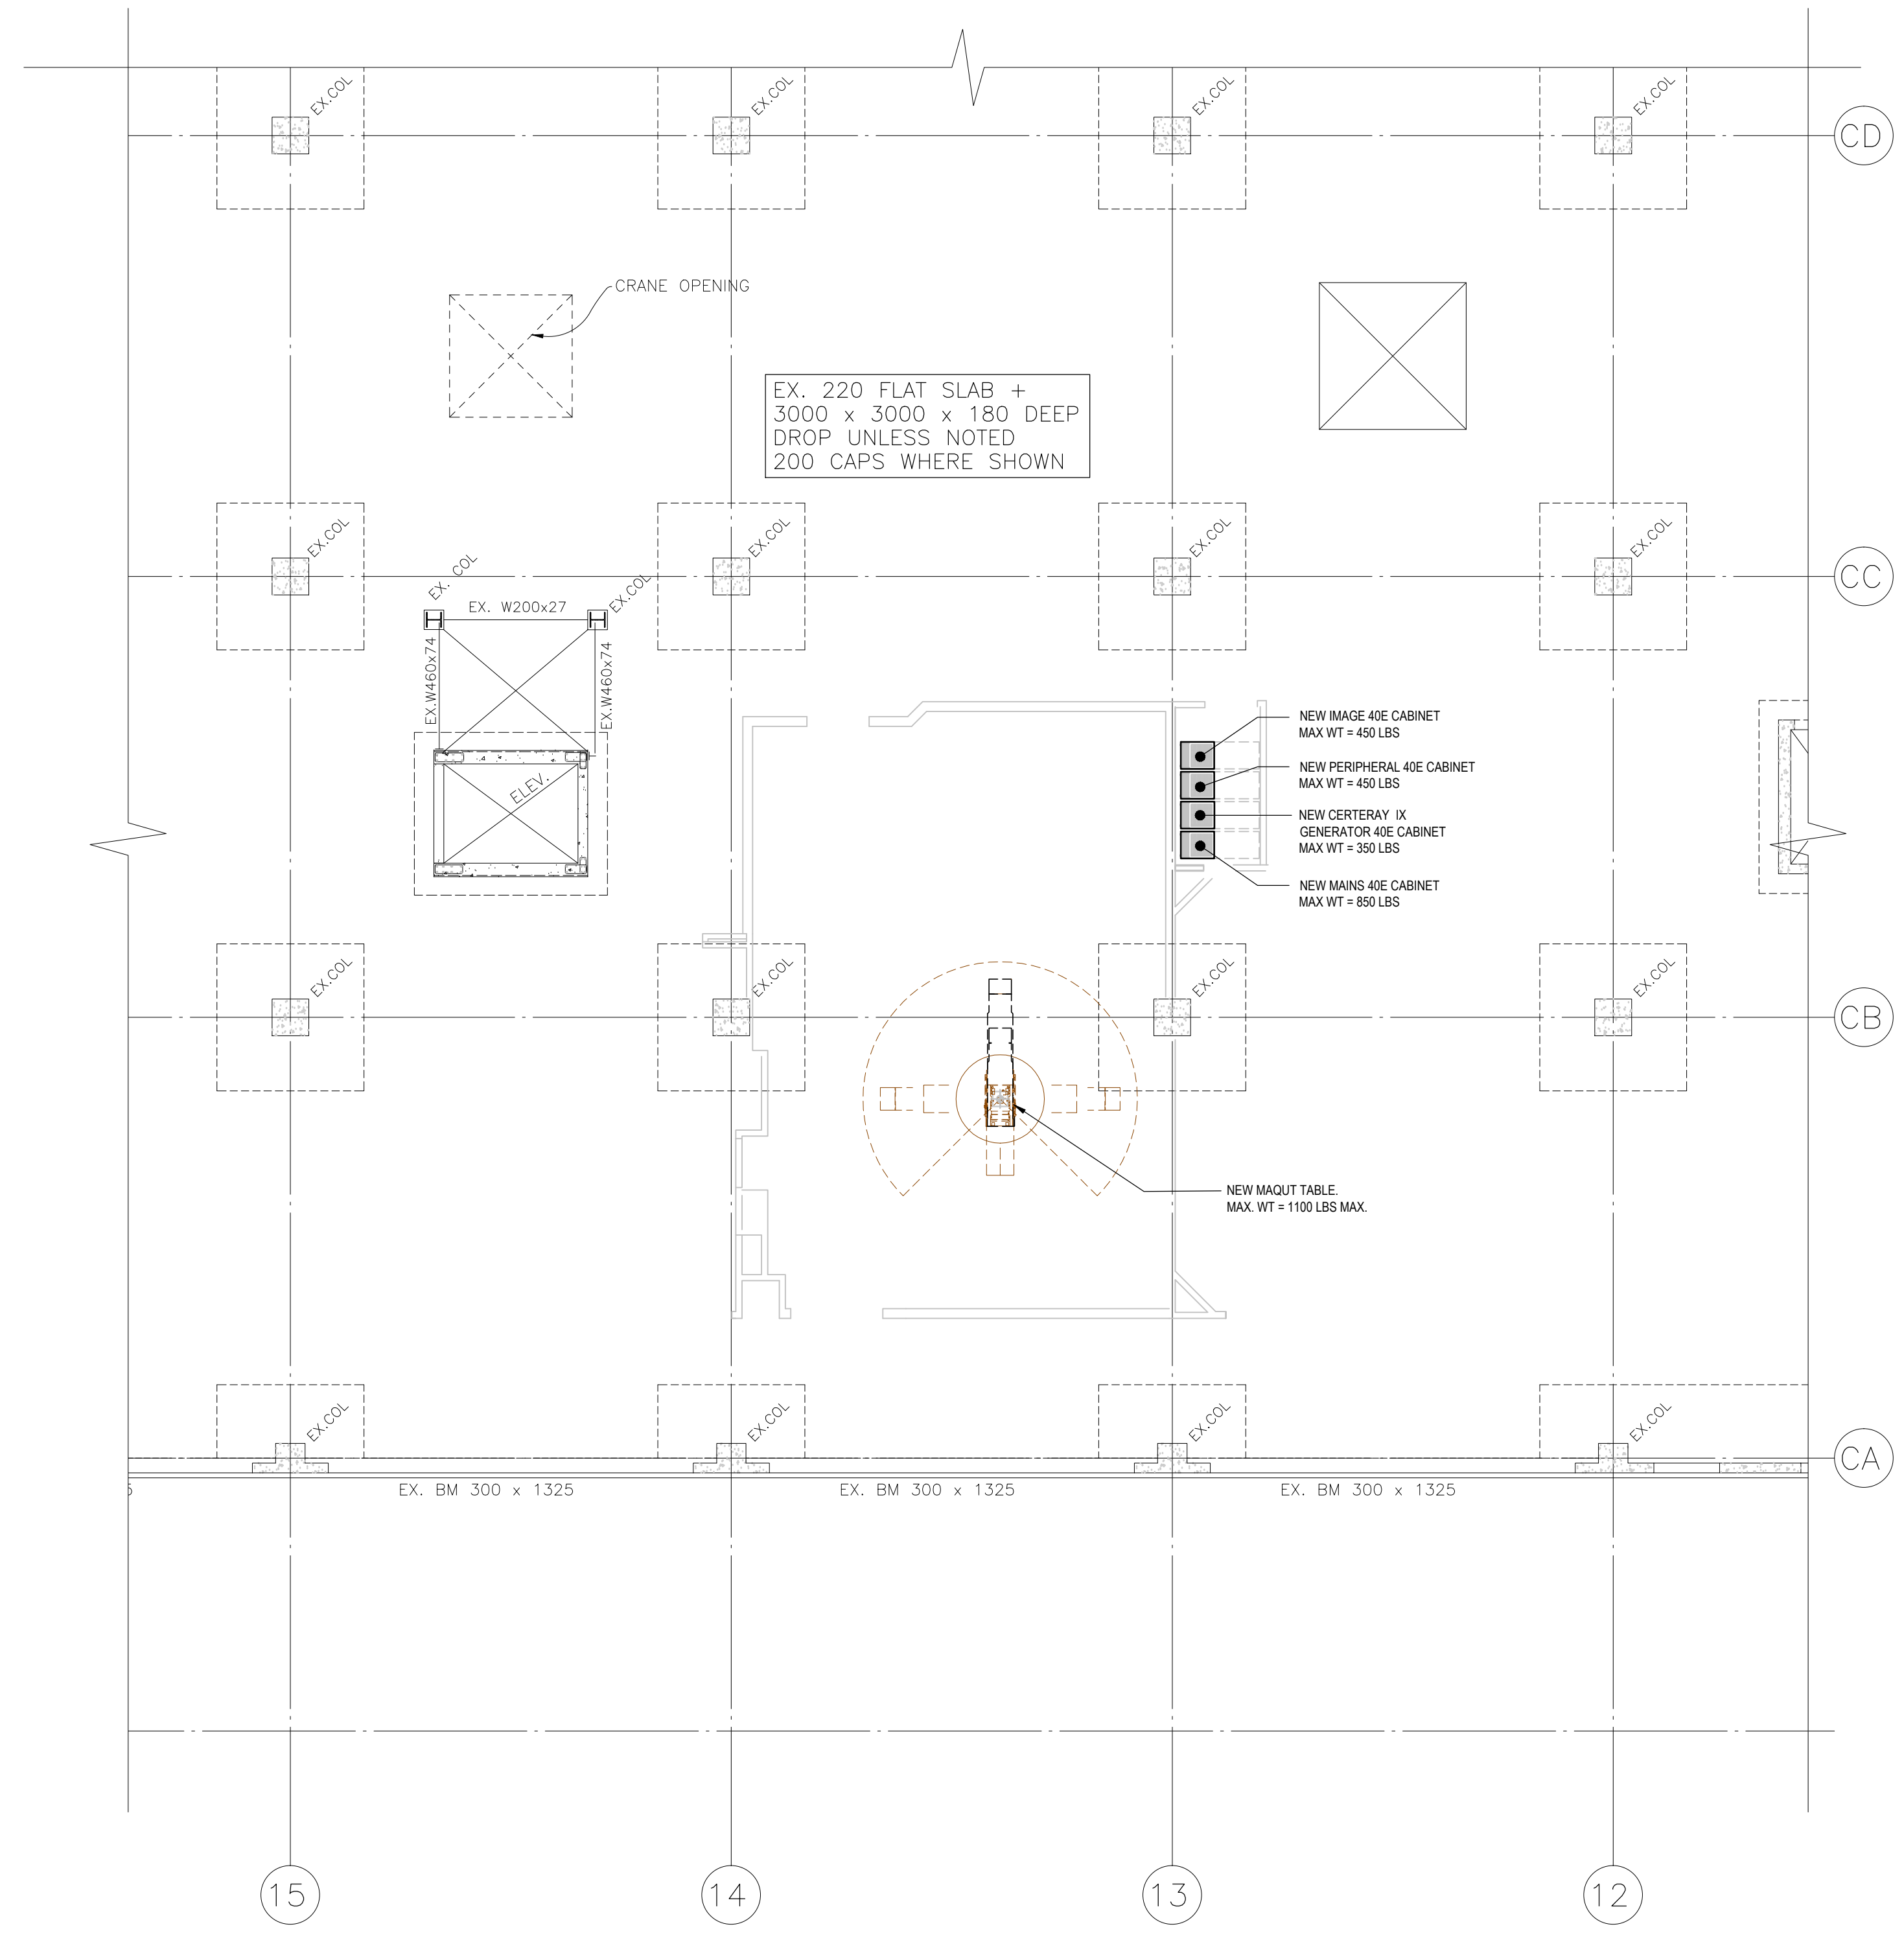 EX.COL
EX.COL
EX.COL
EX.COL
CD
CRANE OPENING
EX. 220 FLAT SLAB +
3000 x 3000 x 180 DEEP
DROP UNLESS NOTED
200 CAPS WHERE SHOWN
EX.COL
EX.COL
EX.COL
EX.COL
CC
EX. COL
EX.COL
EX. W200x27
EX.W460x74
EX.W460x74
ELEV.
NEW IMAGE 40E CABINET
MAX WT = 450 LBS
NEW PERIPHERAL 40E CABINET
MAX WT = 450 LBS
NEW CERTERAY IX
GENERATOR 40E CABINET
MAX WT = 350 LBS
NEW MAINS 40E CABINET
MAX WT = 850 LBS
EX.COL
EX.COL
EX.COL
EX.COL
CB
NEW MAQUT TABLE.
MAX. WT = 1100 LBS MAX.
EX.COL
EX.COL
EX.COL
EX.COL
CA
EX. BM 300 x 1325
EX. BM 300 x 1325
EX. BM 300 x 1325
15
14
13
12